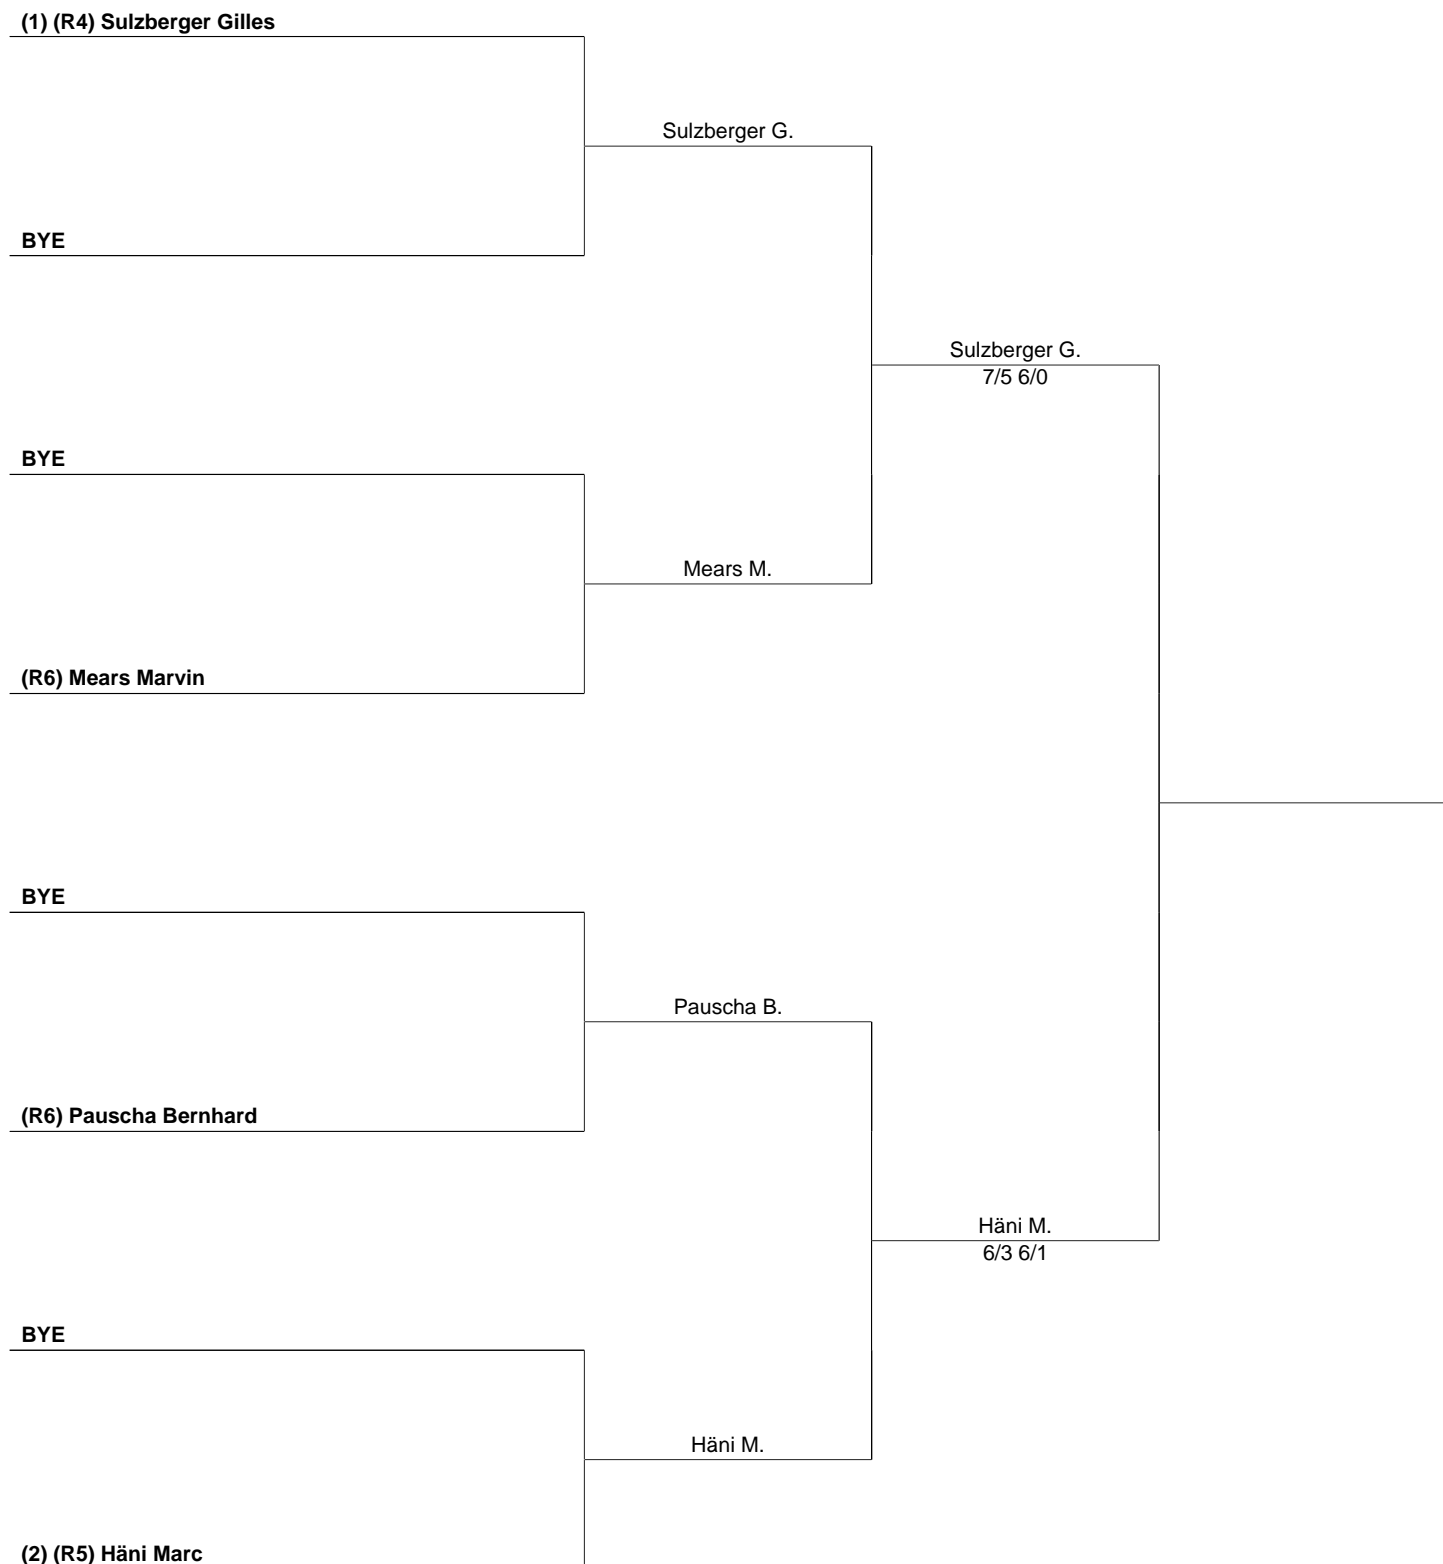 (1) (R4) Sulzberger Gilles
Sulzberger G.
BYE
Sulzberger G.
7/5 6/0
BYE
Mears M.
(R6) Mears Marvin
BYE
Pauscha B.
(R6) Pauscha Bernhard
Häni M.
6/3 6/1
BYE
Häni M.
(2) (R5) Häni Marc